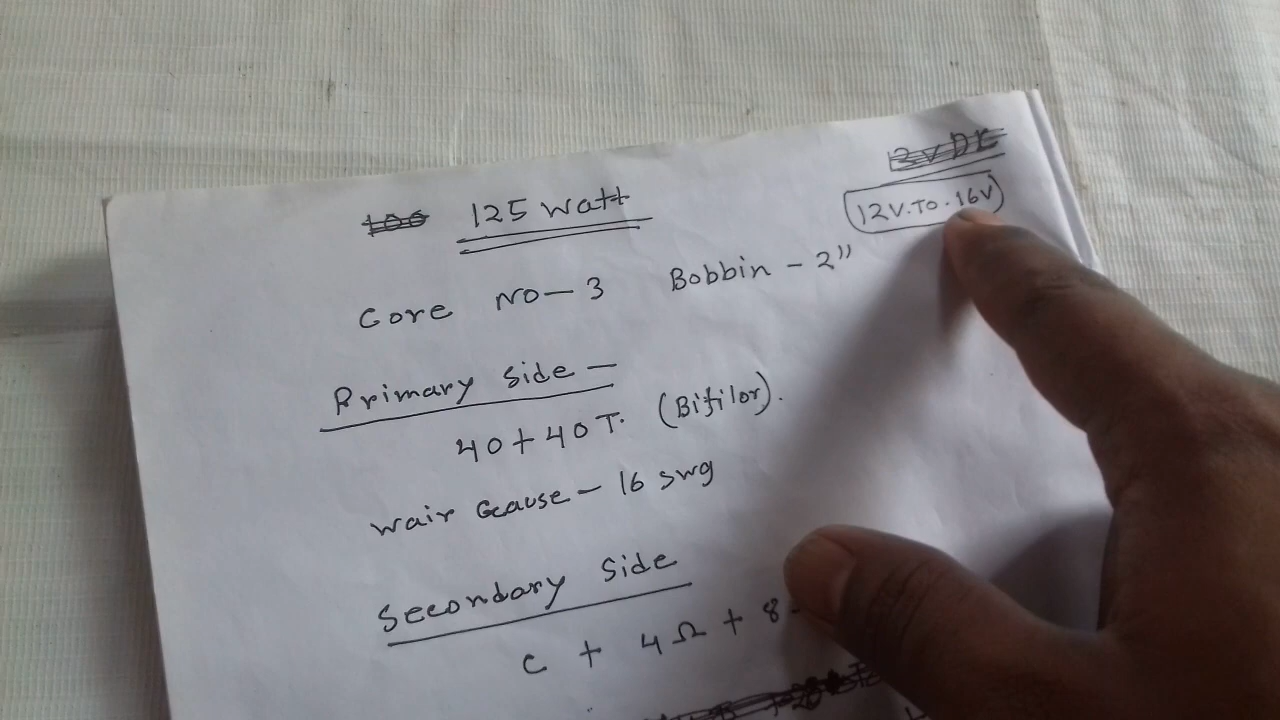 125 Watt
12V.TO.16V
Core NO-3 Bobbin - 2"
Primary side -
40+40T. (Bifilor).
Wair Gause - 16 swg
Secondary Side
C + 4Ω + 8